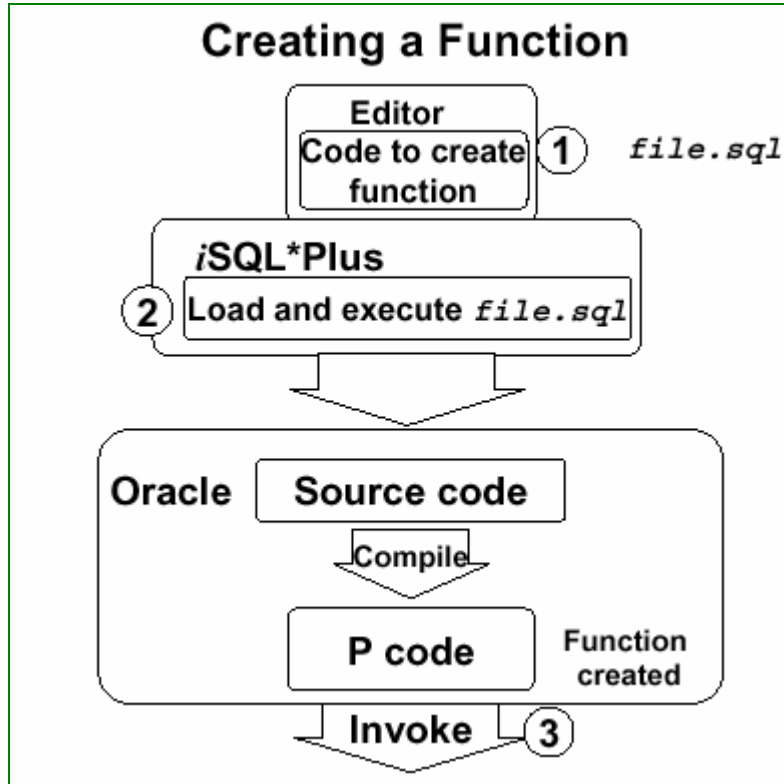 Creating a Function
Editor
Code to create
function
1
file.sql
iSQL*Plus
2
Load and execute file.sql
Oracle
Source code
Compile
P code
Function
created
Invoke
3